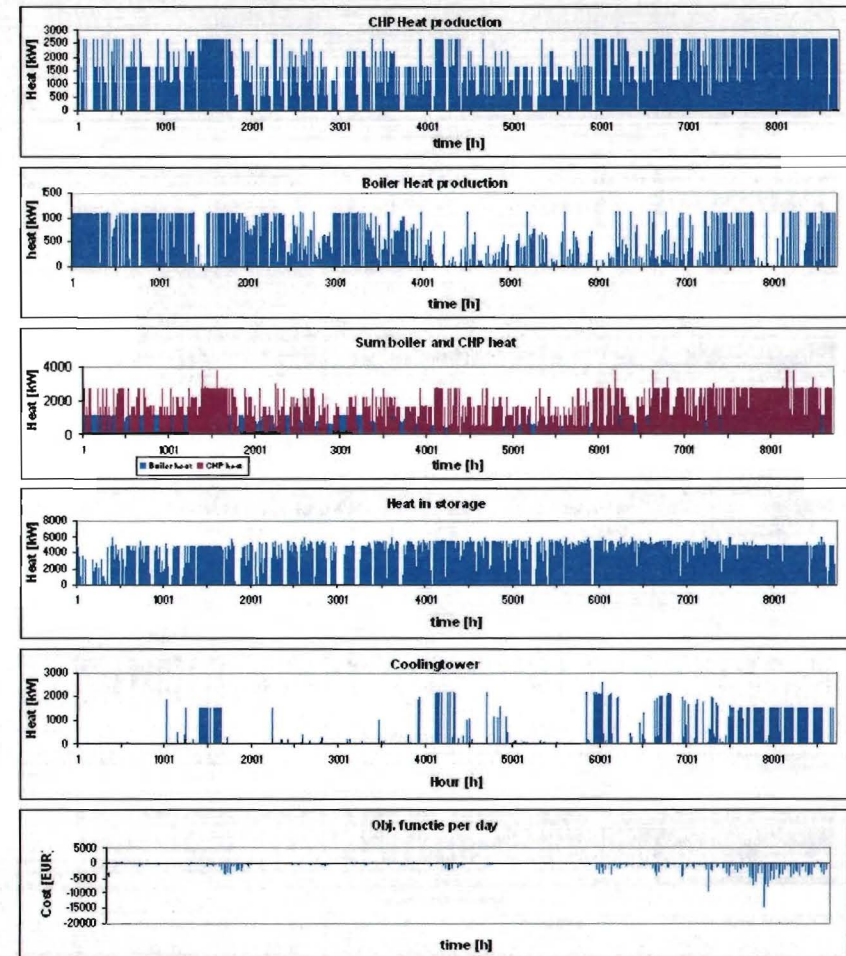 CHP Heat production
Heat [kW]
3000
2500
2000
1500
1000
500
0
1 1001 2001 3001 4001 5001 6001 7001 8001
time [h]
Boiler Heat production
heat [kW]
1500
1000
500
0
1 1001 2001 3001 4001 5001 6001 7001 8001
time [h]
Sum boiler and CHP heat
Heat [kW]
4000
2000
0
1 1001 2001 3001 4001 5001 6001 7001 8001
Boiler heat CHP heat
time [h]
Heat in storage
Heat [kW]
8000
6000
4000
2000
0
1 1001 2001 3001 4001 5001 6001 7001 8001
time [h]
Coolingtower
Heat [kW]
3000
2000
1000
0
1 1001 2001 3001 4001 5001 6001 7001 8001
Hour [h]
Obj. functie per day
Cost [EUR]
5000
0
-5000
-10000
-15000
-20000
time [h]